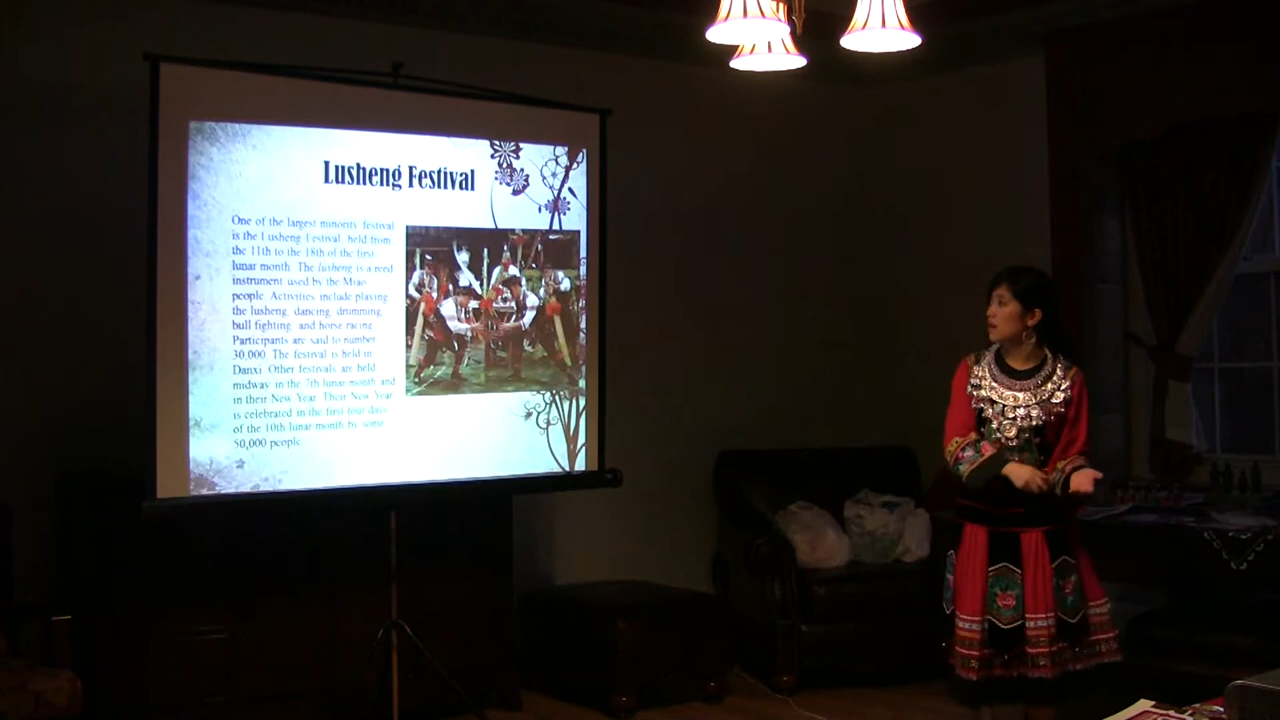 Lusheng Festival
One of the largest minority festival
is the Lusheng Festival, held from
the 11th to the 18th of the first
lunar month. The lusheng is a reed
instrument used by the Miao
people. Activities include playing
the lusheng, dancing, drumming,
bull fighting, and horse racing.
Participants are said to number
30,000. The festival is held in
Danxi. Other festivals are held
midway in the 7th lunar month and
in their New Year. Their New Year
is celebrated in the first four days
of the 10th lunar month by some
50,000 people.